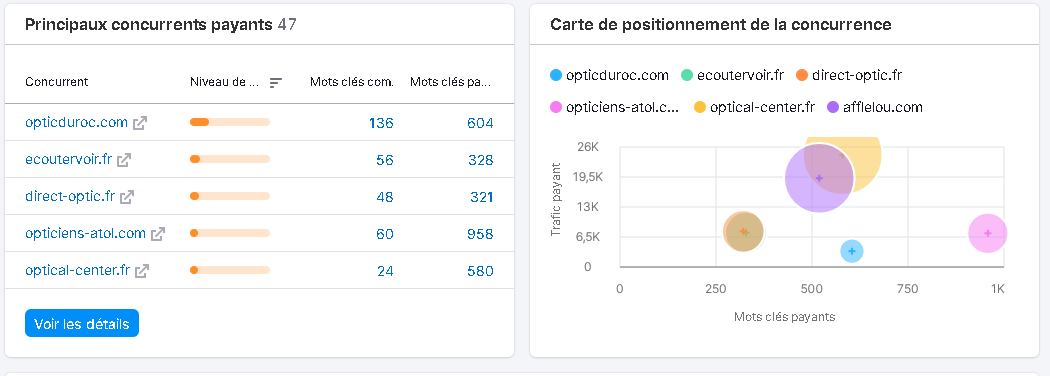 Principaux concurrents payants 47
Concurrent Niveau de ... Mots clés com. Mots clés pa...
opticduroc.com 136 604
ecoutervoir.fr 56 328
direct-optic.fr 48 321
opticiens-atol.com 60 958
optical-center.fr 24 580
Voir les détails
Carte de positionnement de la concurrence
opticduroc.com ecoutervoir.fr direct-optic.fr
opticiens-atol.c... optical-center.fr afflelou.com
Trafic payant
26K
19,5K
13K
6,5K
0
0 250 500 750 1K
Mots clés payants